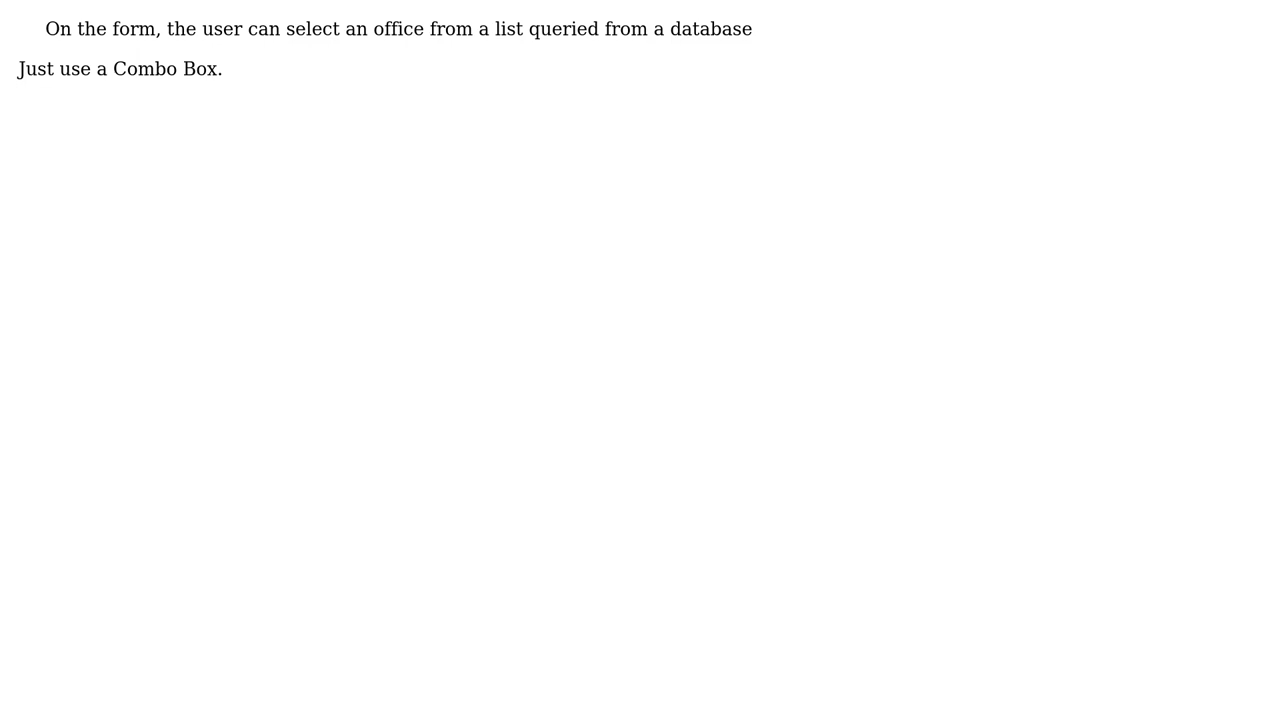 On the form, the user can select an office from a list queried from a database
Just use a Combo Box.